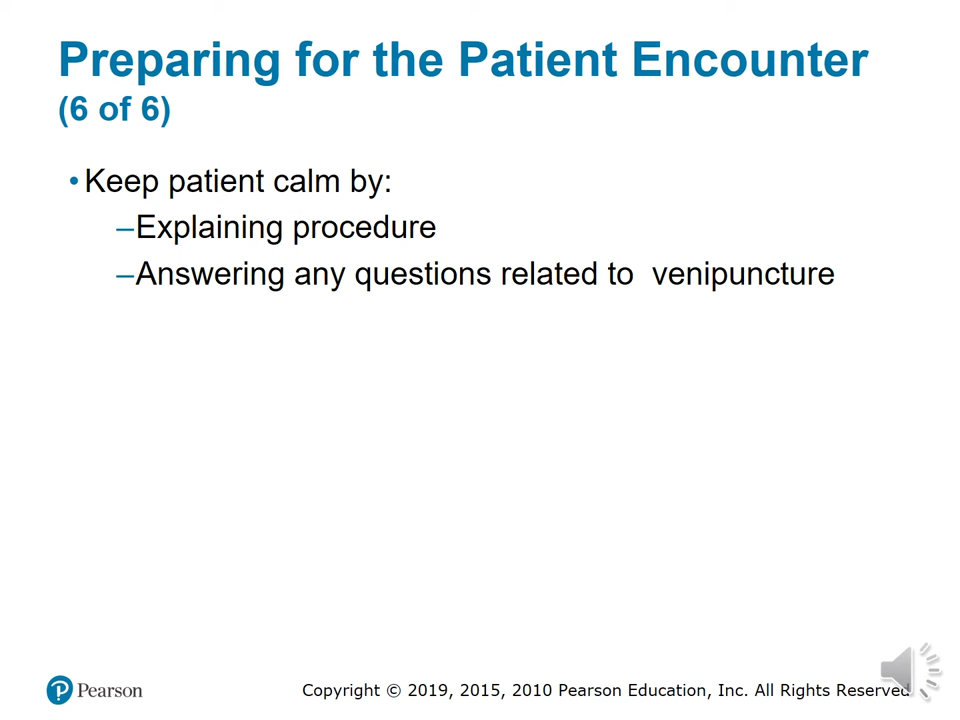 Preparing for the Patient Encounter
(6 of 6)
•Keep patient calm by:
–Explaining procedure
–Answering any questions related to  venipuncture
Pearson
Copyright © 2019, 2015, 2010 Pearson Education, Inc. All Rights Reserved